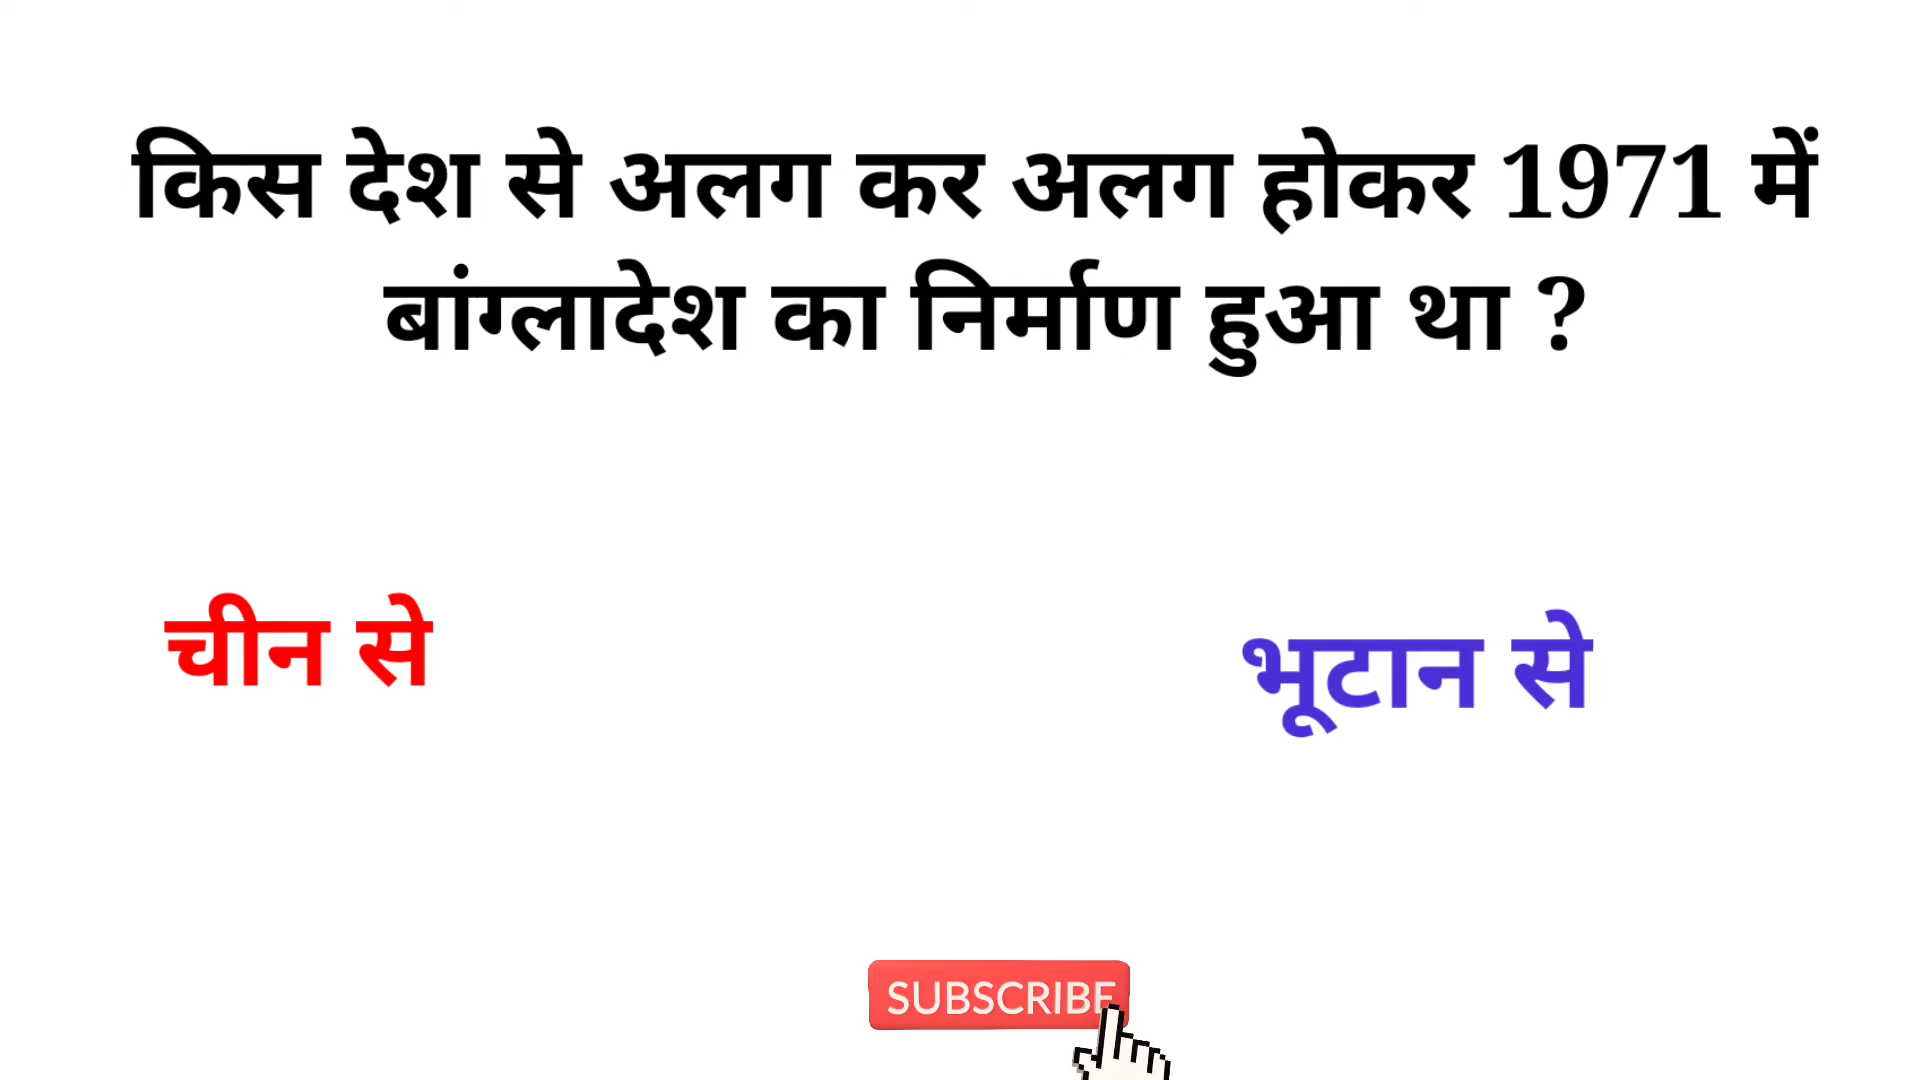 किस देश से अलग कर अलग होकर 1971 में
बांग्लादेश का निर्माण हुआ था ?
चीन से
भूटान से
SUBSCRIBE